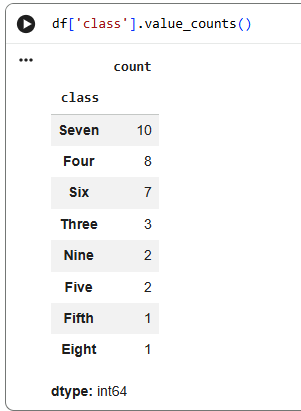 df['class'].value_counts()
count
class
Seven 10
Four 8
Six 7
Three 3
Nine 2
Five 2
Fifth 1
Eight 1
dtype: int64